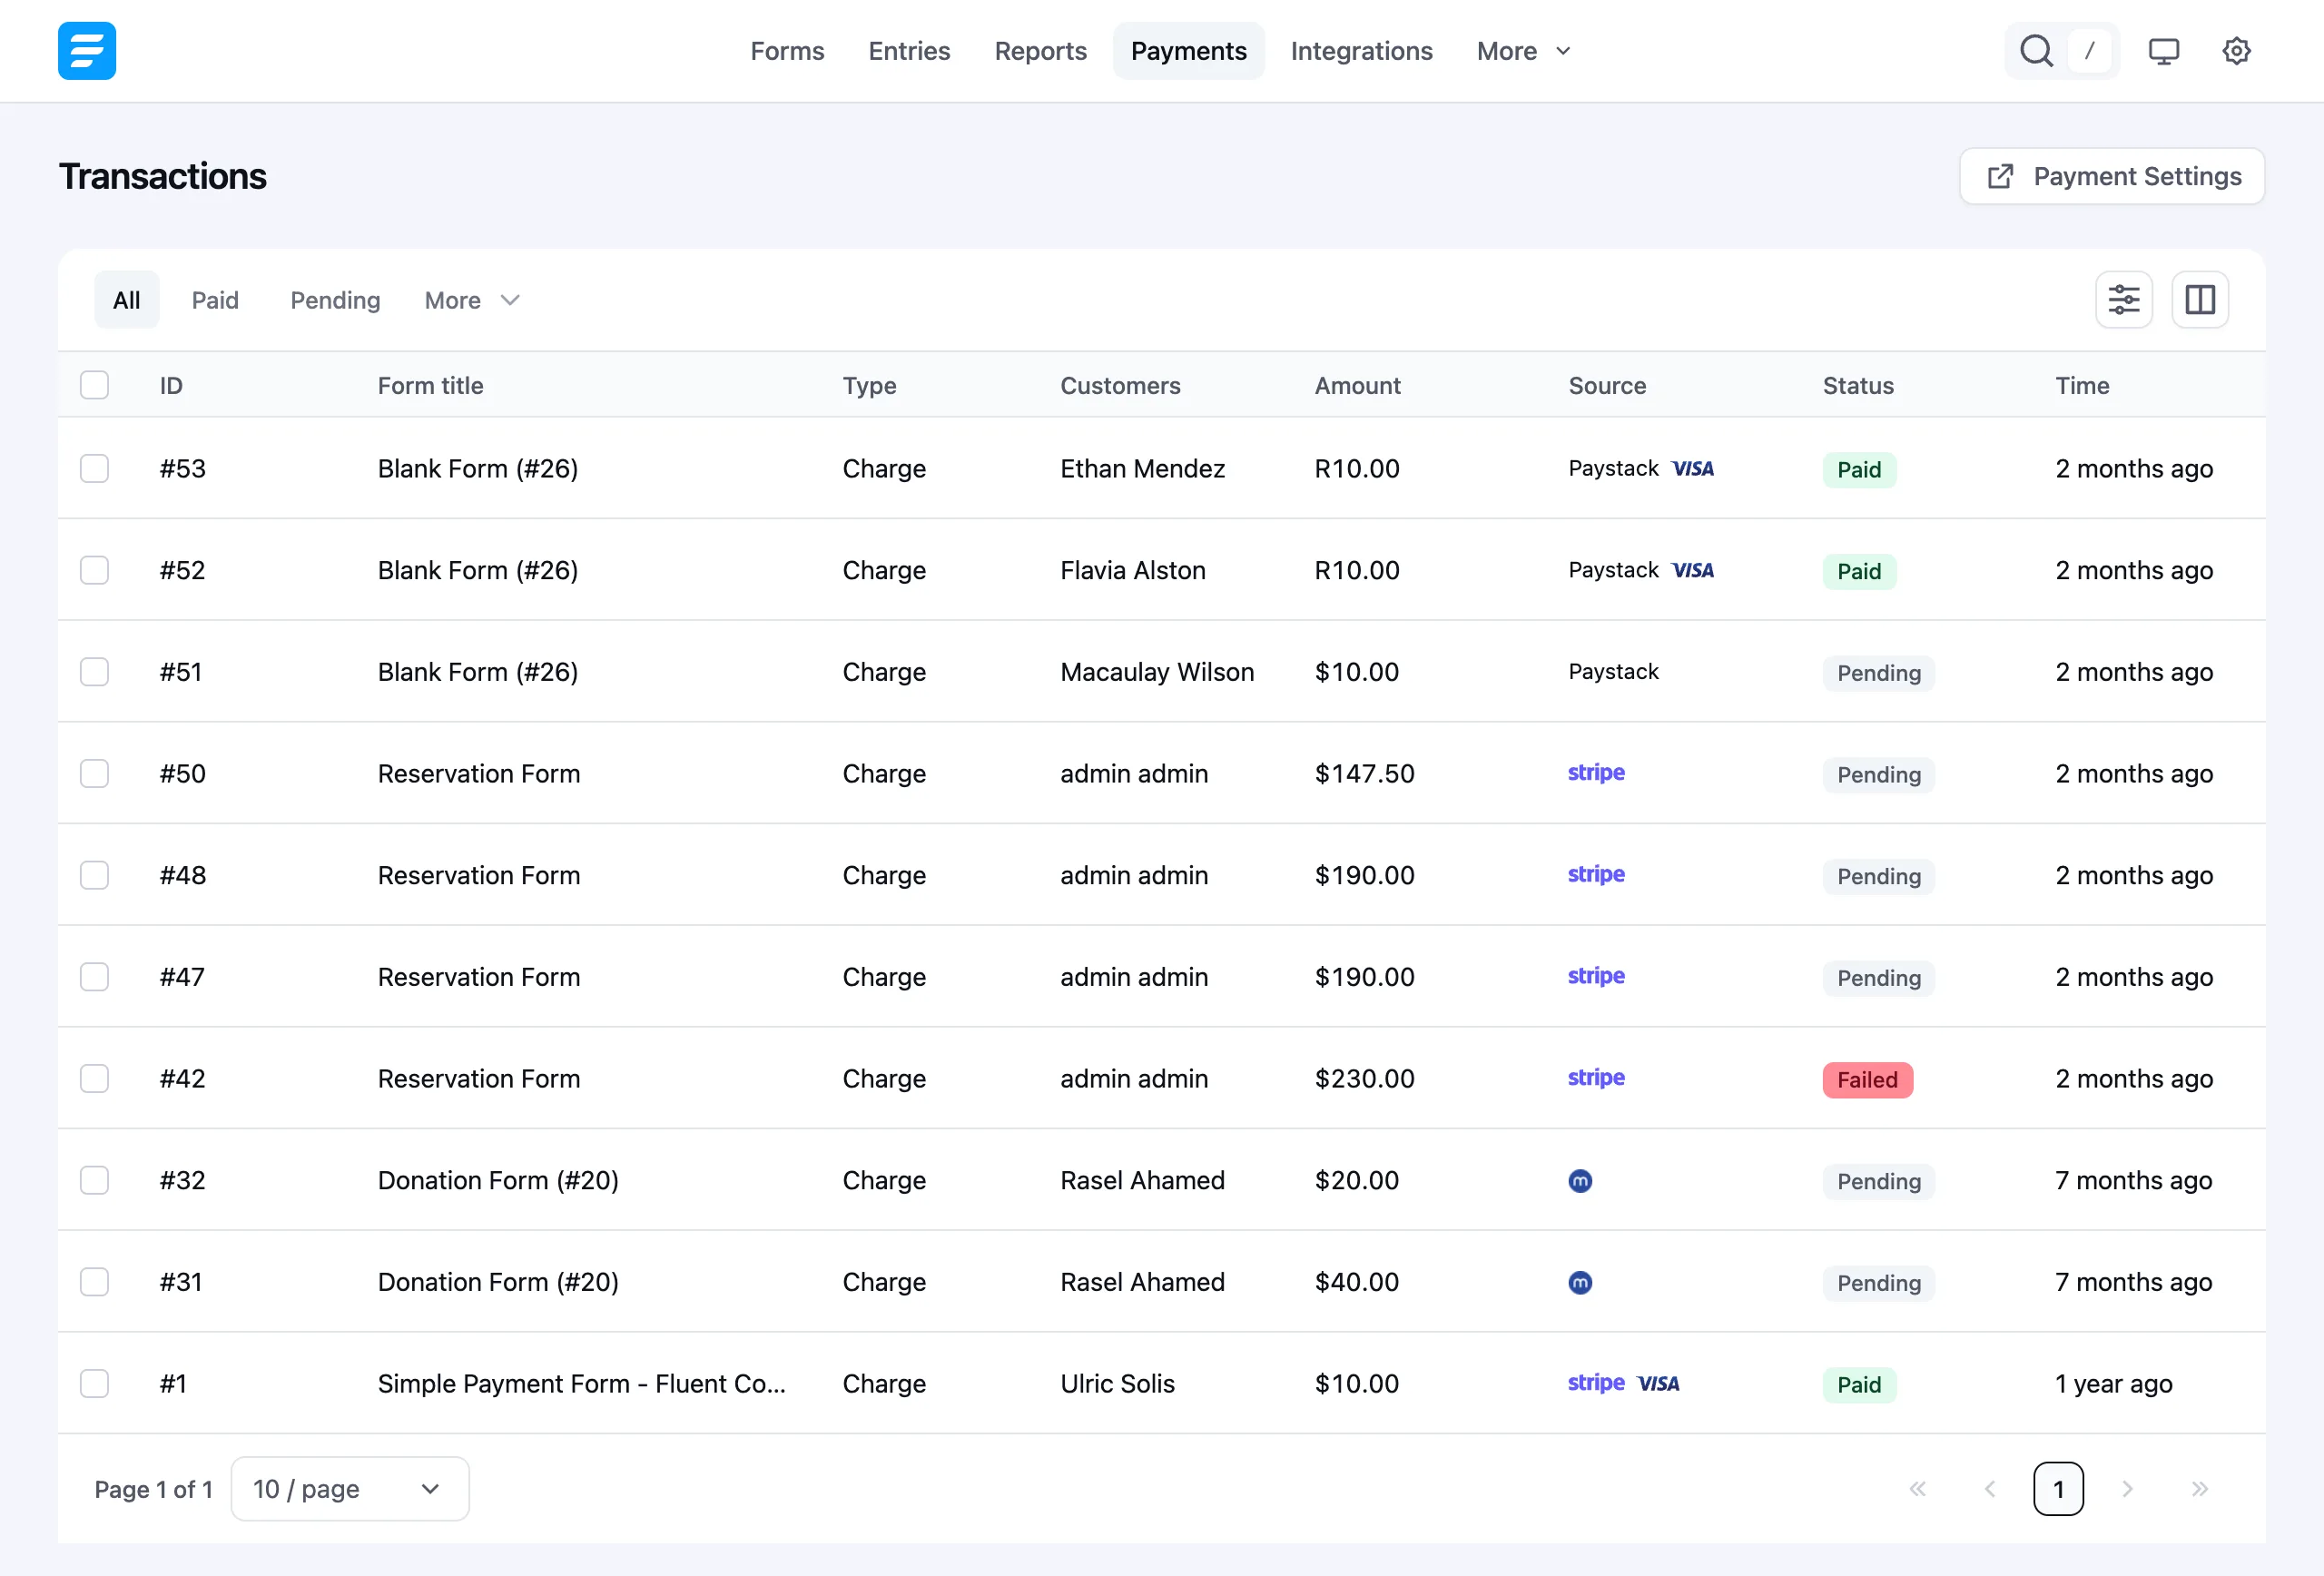 Forms Entries Reports Payments Integrations More /
Transactions Payment Settings
All Paid Pending More
ID Form title Type Customers Amount Source Status Time
#53 Blank Form (#26) Charge Ethan Mendez R10.00 Paystack VISA Paid 2 months ago
#52 Blank Form (#26) Charge Flavia Alston R10.00 Paystack VISA Paid 2 months ago
#51 Blank Form (#26) Charge Macaulay Wilson $10.00 Paystack Pending 2 months ago
#50 Reservation Form Charge admin admin $147.50 stripe Pending 2 months ago
#48 Reservation Form Charge admin admin $190.00 stripe Pending 2 months ago
#47 Reservation Form Charge admin admin $190.00 stripe Pending 2 months ago
#42 Reservation Form Charge admin admin $230.00 stripe Failed 2 months ago
#32 Donation Form (#20) Charge Rasel Ahamed $20.00 m Pending 7 months ago
#31 Donation Form (#20) Charge Rasel Ahamed $40.00 m Pending 7 months ago
#1 Simple Payment Form - Fluent Co... Charge Ulric Solis $10.00 stripe VISA Paid 1 year ago
Page 1 of 1 10 / page « ‹ 1 › »